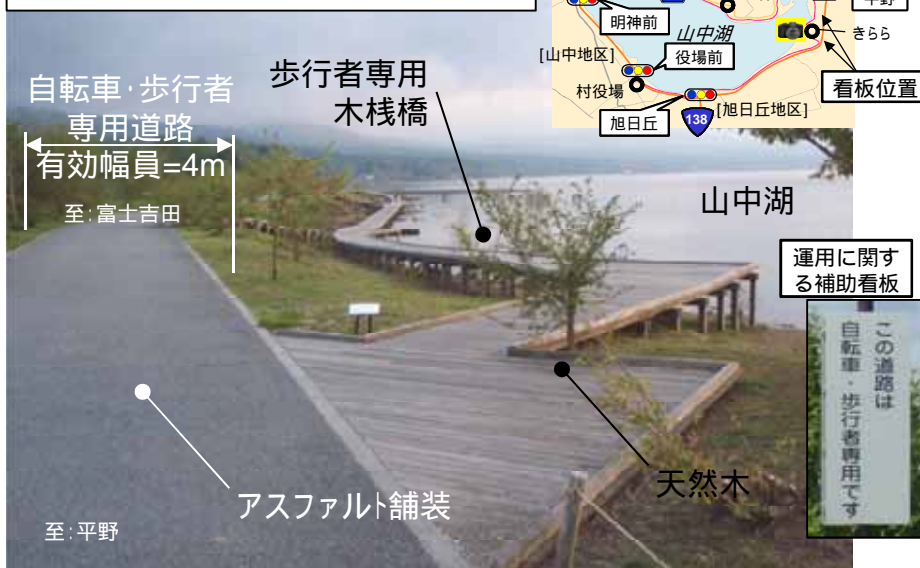 明神前
山中湖
[山中地区]
役場前
村役場
旭日丘
138
[旭日丘地区]
平野
きらら
看板位置
自転車・歩行者
専用道路
有効幅員=4m
至:富士吉田
歩行者専用
木桟橋
山中湖
運用に関す
る補助看板
この道路は
自転車・歩行者専用です
天然木
アスファルト舗装
至:平野